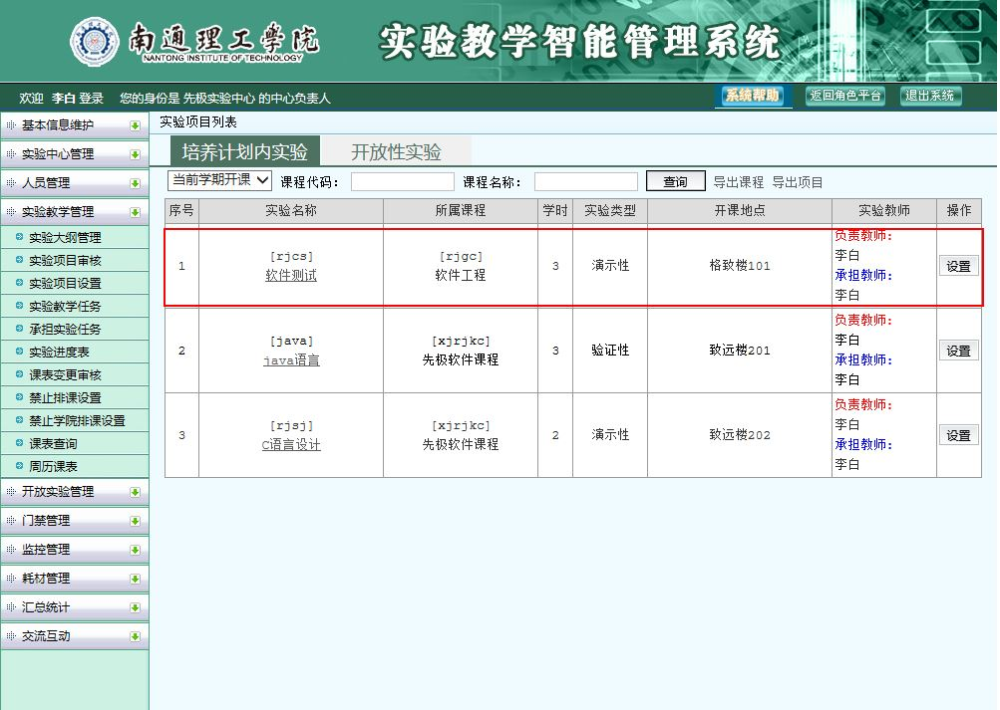 南通理工學院
NANTONG INSTITUTE OF TECHNOLOGY
实验教学智能管理系统
欢迎 李白 登录 您的身份是 先极实验中心 的中心负责人
系统帮助 返回角色平台 退出系统
基本信息维护
实验中心管理
人员管理
实验教学管理
实验大纲管理
实验项目审核
实验项目设置
实验教学任务
承担实验任务
实验进度表
课表变更审核
禁止排课设置
禁止学院排课设置
课表查询
周历课表
开放实验管理
门禁管理
监控管理
耗材管理
汇总统计
交流互动
实验项目列表
培养计划内实验 开放性实验
当前学期开课 课程代码： 课程名称： 查询 导出课程 导出项目
序号 实验名称 所属课程 学时 实验类型 开课地点 实验教师 操作
1 [rjcs] 软件测试 [rjgc] 软件工程 3 演示性 格致楼101 负责教师： 李白 承担教师： 李白 设置
2 [java] java语言 [xjrjkc] 先极软件课程 3 验证性 致远楼201 负责教师： 李白 承担教师： 李白 设置
3 [rjsj] C语言设计 [xjrjkc] 先极软件课程 2 演示性 致远楼202 负责教师： 李白 承担教师： 李白 设置